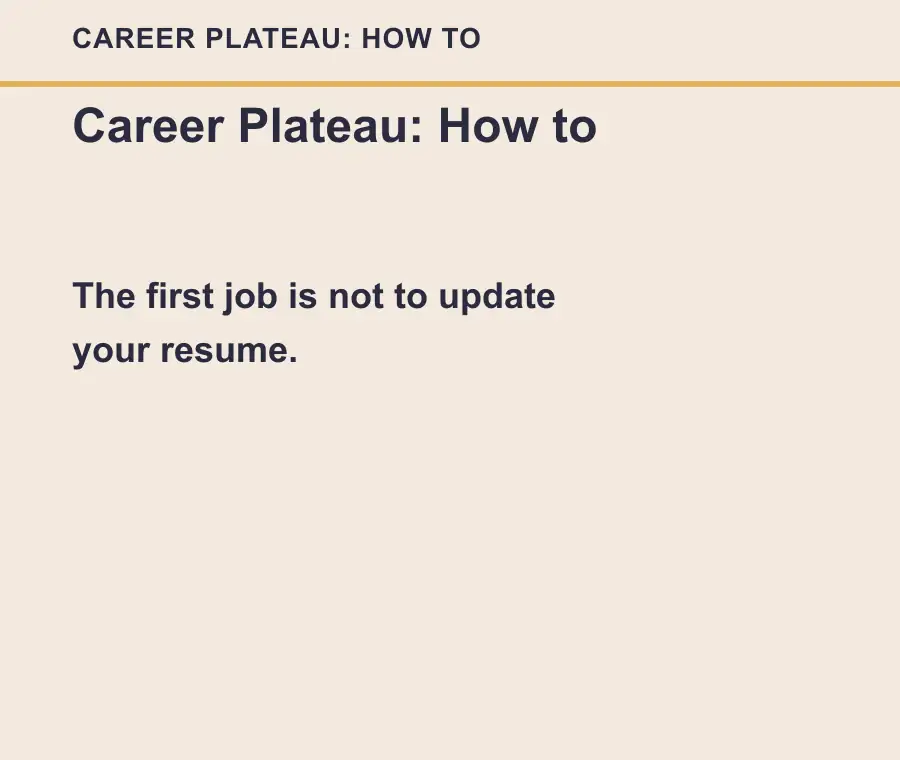 CAREER PLATEAU: HOW TO
Career Plateau: How to
The first job is not to update
your resume.